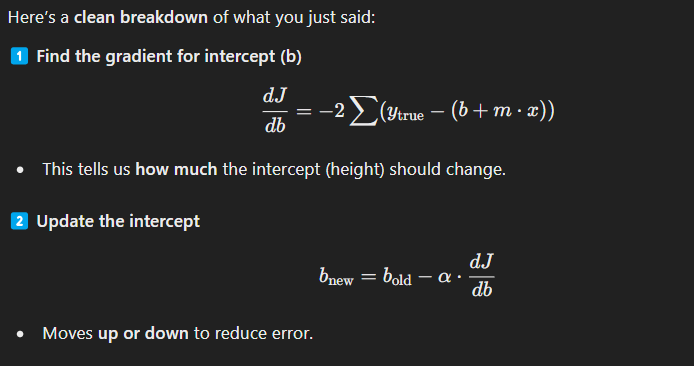 Here's a clean breakdown of what you just said:
1 Find the gradient for intercept (b)
dJ/db = −2 ∑(y_true − (b + m · x))
• This tells us how much the intercept (height) should change.
2 Update the intercept
b_new = b_old − α · dJ/db
• Moves up or down to reduce error.